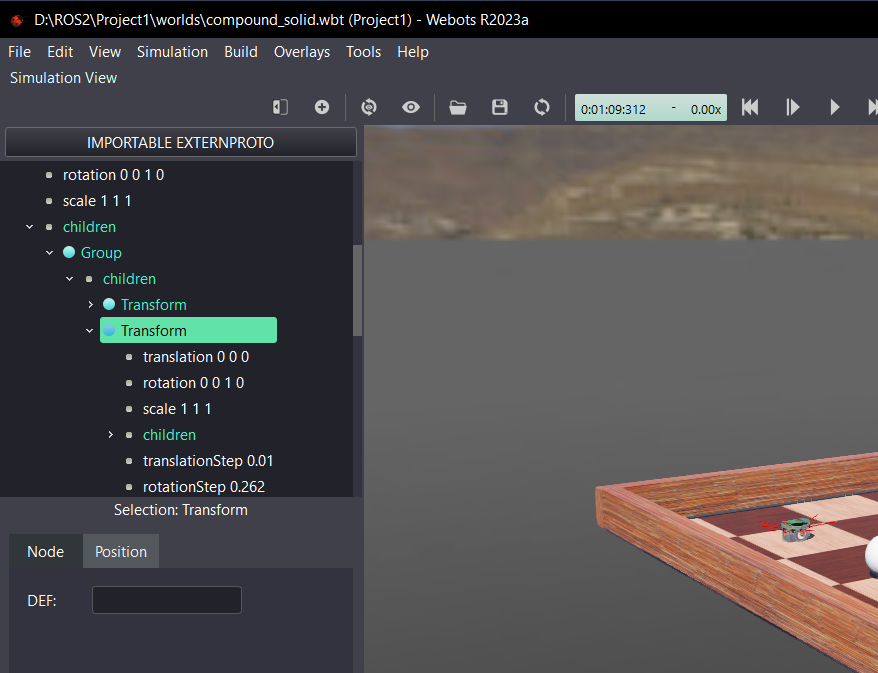 D:\ROS2\Project1\worlds\compound_solid.wbt (Project1) - Webots R2023a
File Edit View Simulation Build Overlays Tools Help
Simulation View
0:01:09:312 - 0.00x
IMPORTABLE EXTERNPROTO
rotation 0 0 1 0
scale 1 1 1
children
Group
children
Transform
Transform
translation 0 0 0
rotation 0 0 1 0
scale 1 1 1
children
translationStep 0.01
rotationStep 0.262
Selection: Transform
Node Position
DEF: